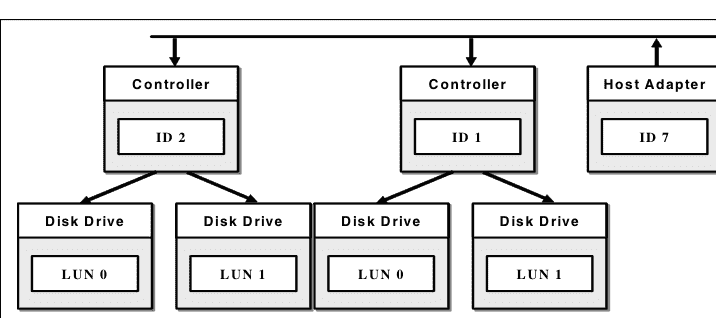 Controller
Controller
Host Adapter
ID 2
ID 1
ID 7
Disk Drive
Disk Drive
Disk Drive
Disk Drive
LUN 0
LUN 1
LUN 0
LUN 1